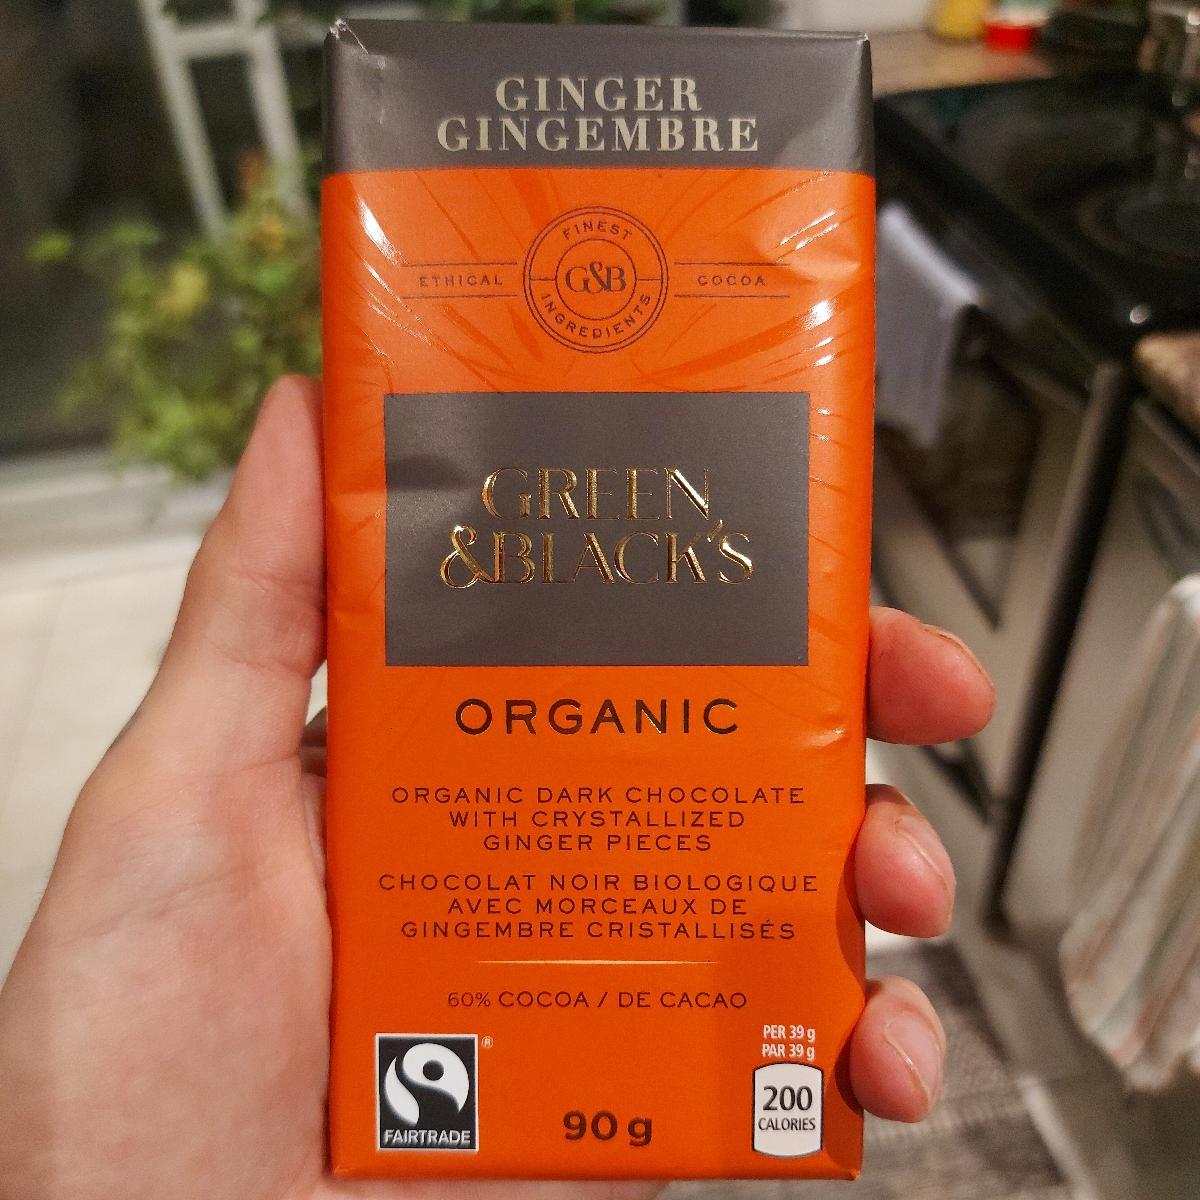 GINGER
GINGEMBRE
FINEST
ETHICAL G&B COCOA
INGREDIENTS
GREEN
&BLACK'S
ORGANIC
ORGANIC DARK CHOCOLATE
WITH CRYSTALLIZED
GINGER PIECES
CHOCOLAT NOIR BIOLOGIQUE
AVEC MORCEAUX DE
GINGEMBRE CRISTALLISÉS
60% COCOA / DE CACAO
PER 39 g
PAR 39 g
200
CALORIES
FAIRTRADE
®
90 g